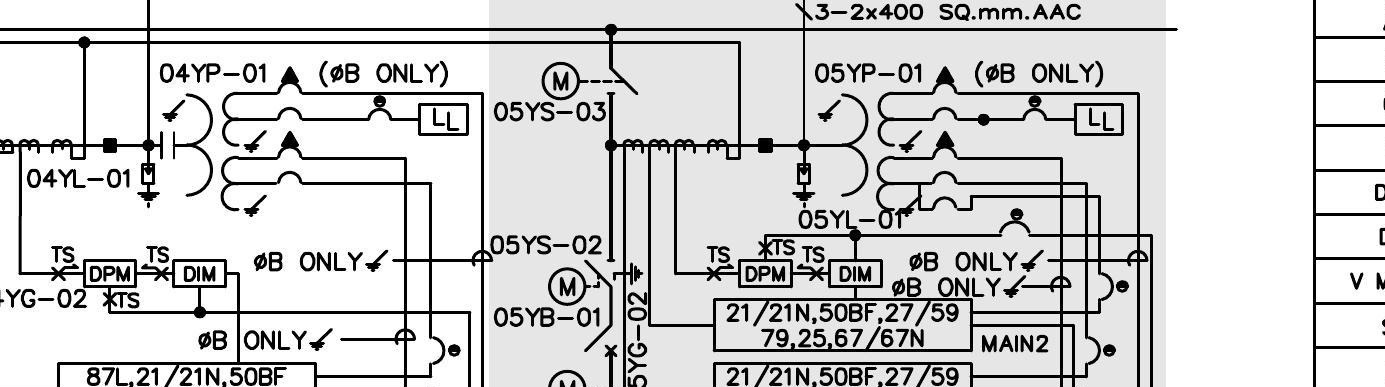 3-2x400 SQ.mm.AAC
04YP-01 (øB ONLY)
M
05YS-03
05YP-01 (øB ONLY)
LL
LL
04YL-01
05YL-01
TS TS
DPM DIM
TS
YG-02
øB ONLY
øB ONLY
87L,21/21N,50BF
05YS-02
M
05YB-01
5YG-02
M
TS TS TS
DPM DIM
øB ONLY
øB ONLY
21/21N,50BF,27/59
79,25,67/67N
MAIN2
21/21N,50BF,27/59
D
V M
S